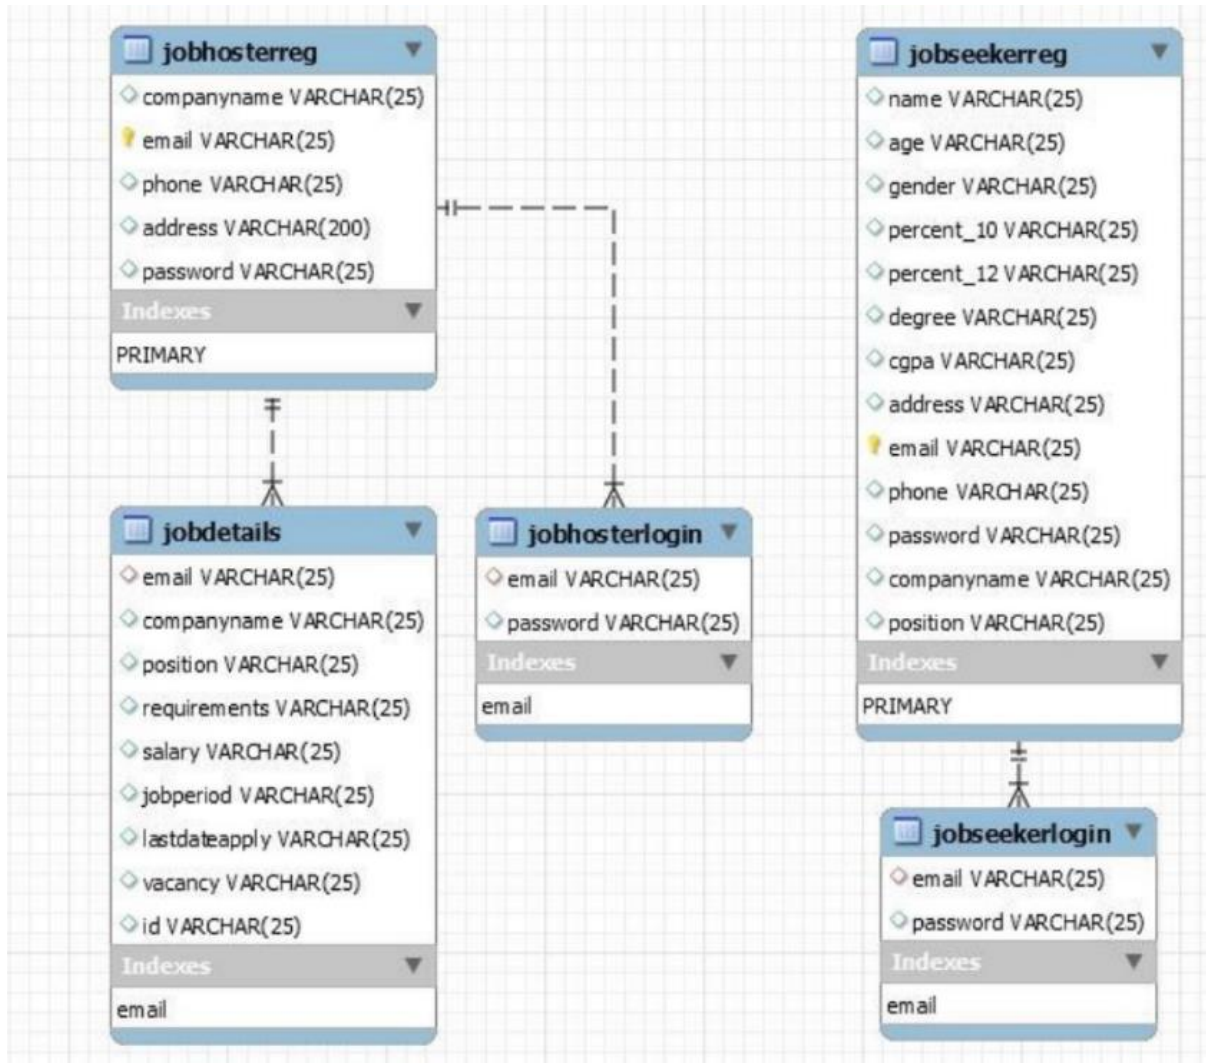 jobhosterreg
companyname VARCHAR(25)
email VARCHAR(25)
phone VARCHAR(25)
address VARCHAR(200)
password VARCHAR(25)
Indexes
PRIMARY
jobdetails
email VARCHAR(25)
companyname VARCHAR(25)
position VARCHAR(25)
requirements VARCHAR(25)
salary VARCHAR(25)
jobperiod VARCHAR(25)
lastdateapply VARCHAR(25)
vacancy VARCHAR(25)
id VARCHAR(25)
Indexes
email
jobhosterlogin
email VARCHAR(25)
password VARCHAR(25)
Indexes
email
jobseekerreg
name VARCHAR(25)
age VARCHAR(25)
gender VARCHAR(25)
percent_10 VARCHAR(25)
percent_12 VARCHAR(25)
degree VARCHAR(25)
cgpa VARCHAR(25)
address VARCHAR(25)
email VARCHAR(25)
phone VARCHAR(25)
password VARCHAR(25)
companyname VARCHAR(25)
position VARCHAR(25)
Indexes
PRIMARY
jobseekerlogin
email VARCHAR(25)
password VARCHAR(25)
Indexes
email